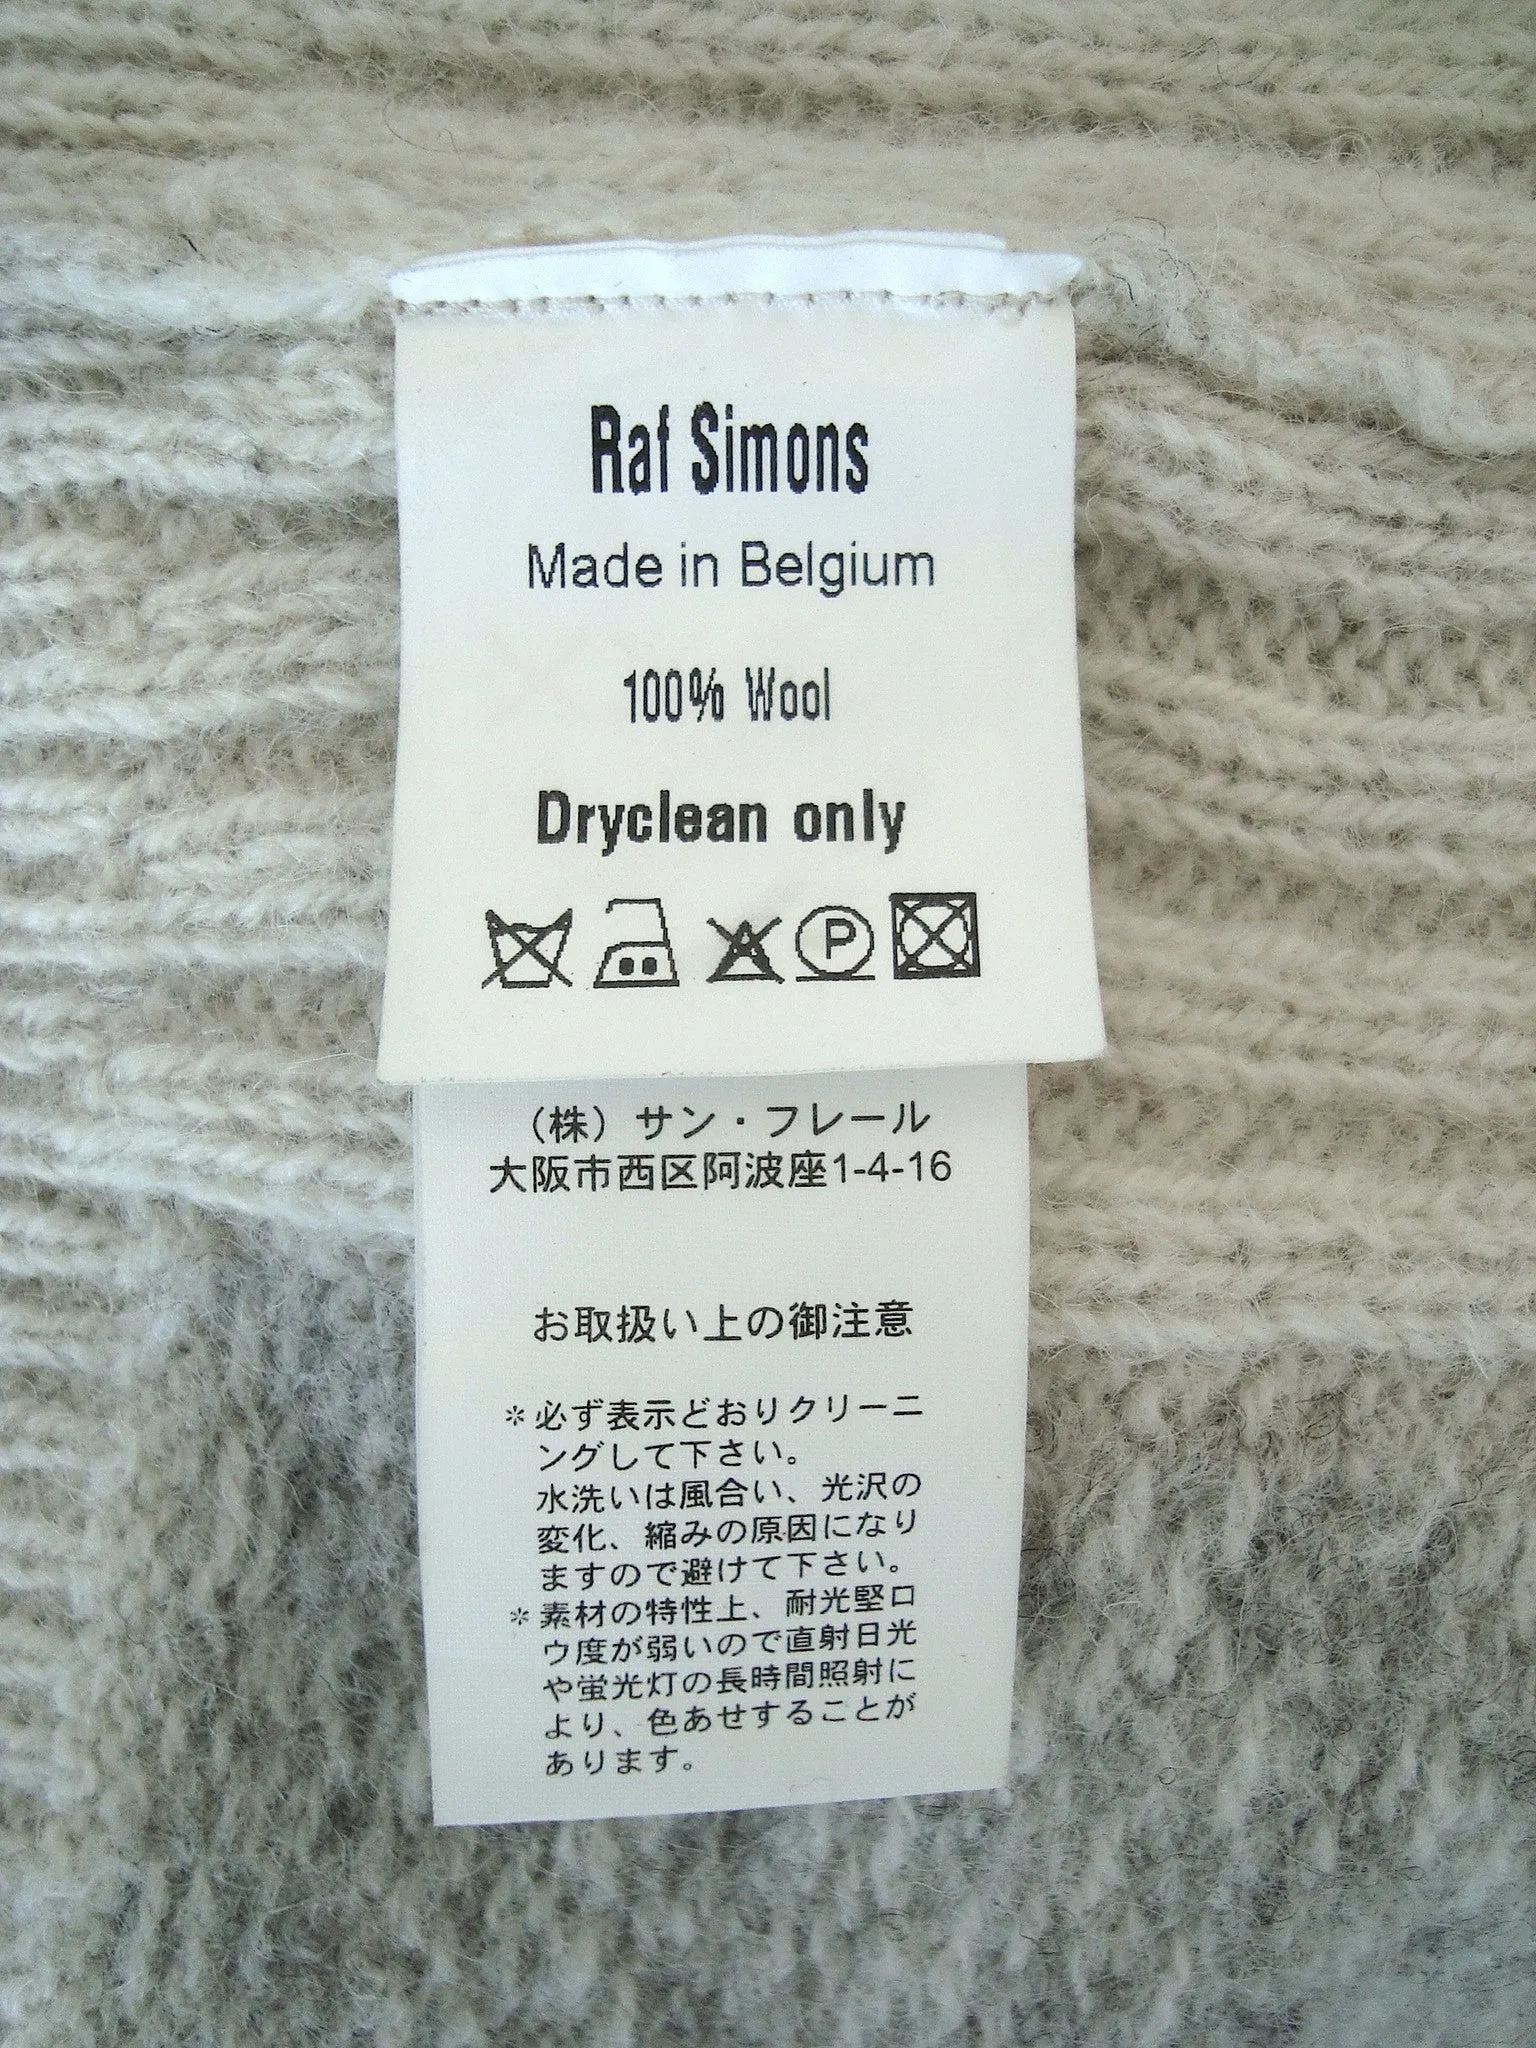 Raf Simons
Made in Belgium
100% Wool
Dryclean only
P
(株) サン・フレール
大阪市西区阿波座1-4-16
お取扱い上の御注意
*必ず表示どおりクリーニ
ングして下さい。
水洗いは風合い、光沢の
変化、縮みの原因になり
ますので避けて下さい。
*素材の特性上、耐光堅ロ
ウ度が弱いので直射日光
や蛍光灯の長時間照射に
より、色あせすることが
あります。